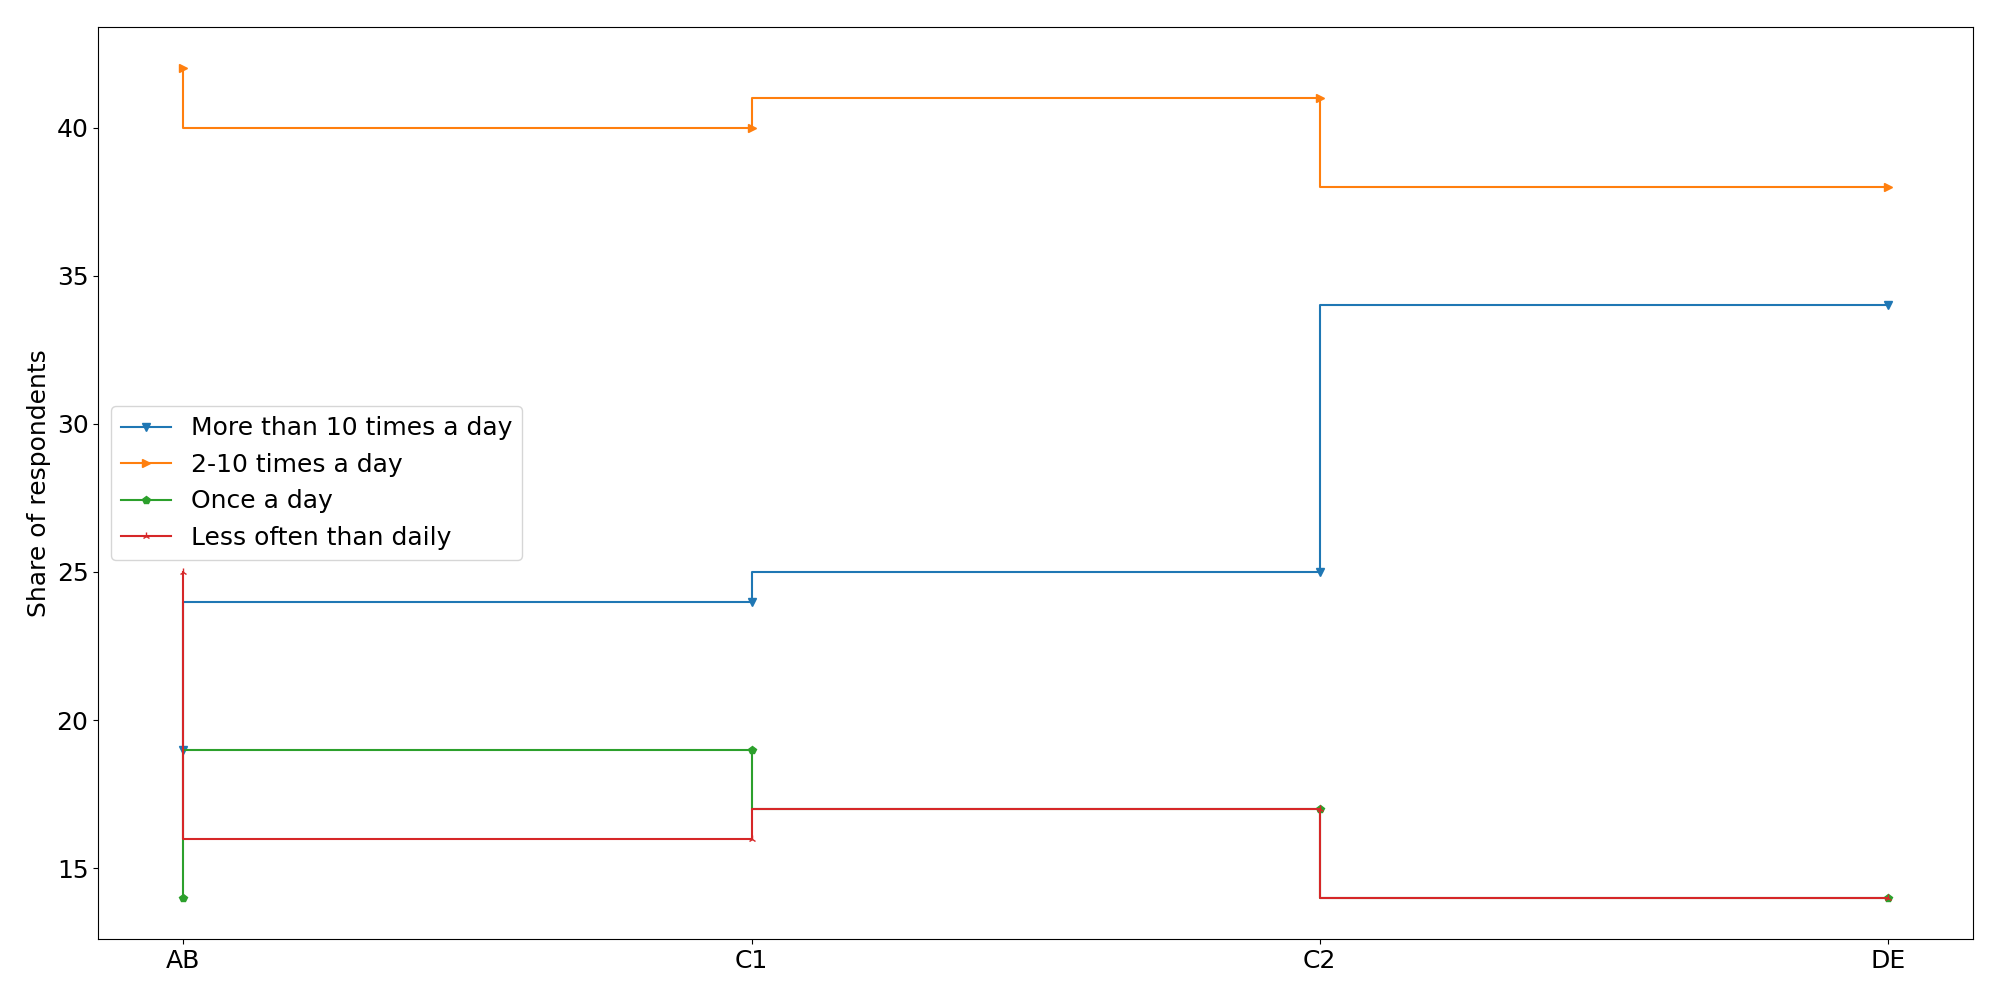 Share of respondents
40
35
30
25
20
15
More than 10 times a day
2-10 times a day
Once a day
Less often than daily
AB C1 C2 DE